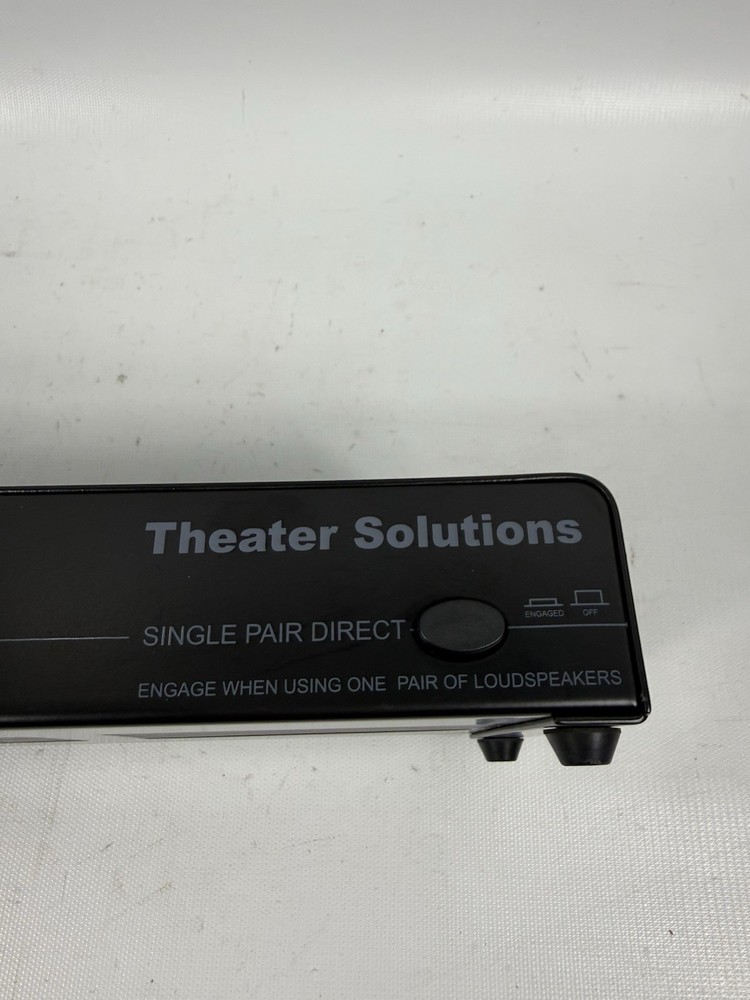 Theater Solutions
ENGAGED OFF
SINGLE PAIR DIRECT
ENGAGE WHEN USING ONE PAIR OF LOUDSPEAKERS